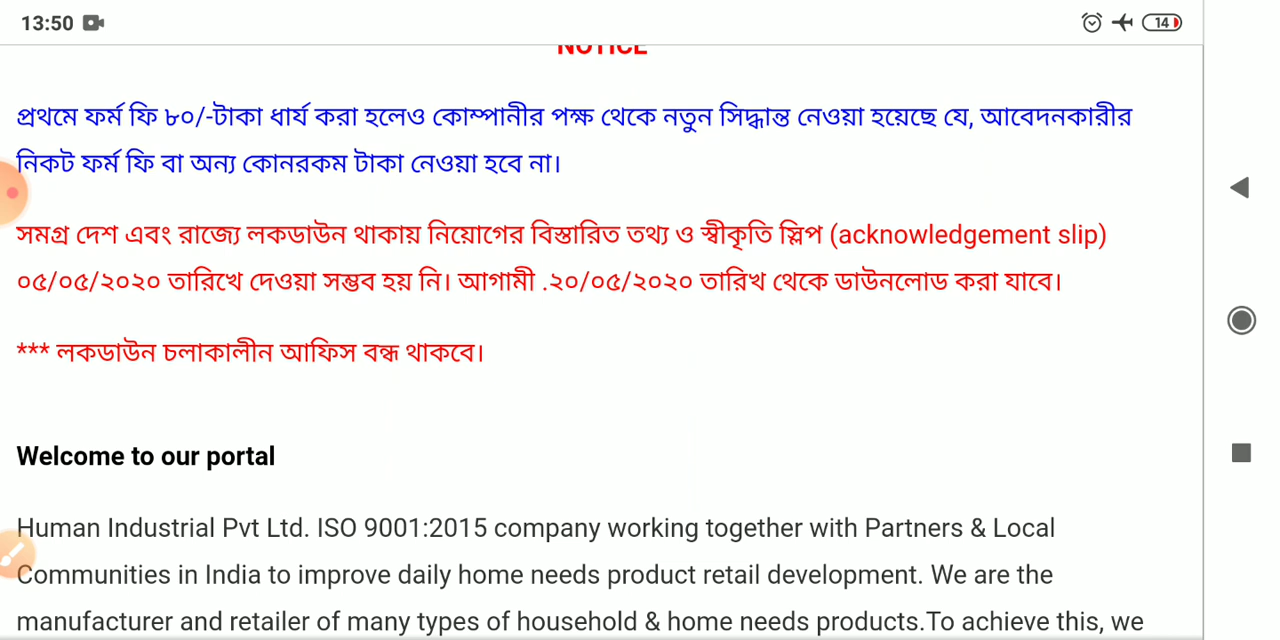 13:50
14
NOTICE
প্রথমে ফর্ম ফি ৮০/-টাকা ধার্য করা হলেও কোম্পানীর পক্ষ থেকে নতুন সিদ্ধান্ত নেওয়া হয়েছে যে, আবেদনকারীর
নিকট ফর্ম ফি বা অন্য কোনরকম টাকা নেওয়া হবে না।
সমগ্র দেশ এবং রাজ্যে লকডাউন থাকায় নিয়োগের বিস্তারিত তথ্য ও স্বীকৃতি স্লিপ (acknowledgement slip)
০৫/০৫/২০২০ তারিখে দেওয়া সম্ভব হয় নি। আগামী .২০/০৫/২০২০ তারিখ থেকে ডাউনলোড করা যাবে।
*** লকডাউন চলাকালীন আফিস বন্ধ থাকবে।
Welcome to our portal
Human Industrial Pvt Ltd. ISO 9001:2015 company working together with Partners & Local
Communities in India to improve daily home needs product retail development. We are the
manufacturer and retailer of many types of household & home needs products.To achieve this, we